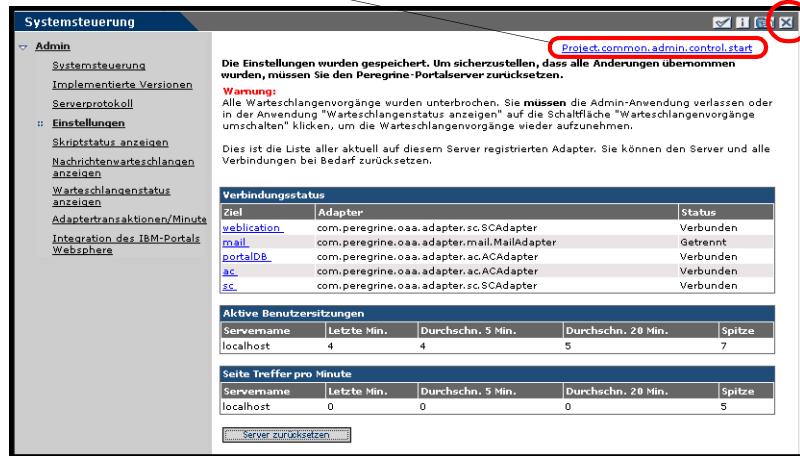 Systemsteuerung
Admin
Systemsteuerung
Implementierte Versionen
Serverprotokoll
Einstellungen
Skriptstatus anzeigen
Nachrichtenwarteschlangen
anzeigen
Warteschlangenstatus
anzeigen
Adaptertransaktionen/Minute
Integration des IBM-Portals
Websphere
Project.common.admin.control.start
Die Einstellungen wurden gespeichert. Um sicherzustellen, dass alle Änderungen übernommen
wurden, müssen Sie den Peregrine-Portalserver zurücksetzen.
Warnung:
Alle Warteschlangenvorgänge wurden unterbrochen. Sie müssen die Admin-Anwendung verlassen oder
in der Anwendung "Warteschlangenstatus anzeigen" auf die Schaltfläche "Warteschlangenvorgänge
umschalten" klicken, um die Warteschlangenvorgänge wieder aufzunehmen.
Dies ist die Liste aller aktuell auf diesem Server registrierten Adapter. Sie können den Server und alle
Verbindungen bei Bedarf zurücksetzen.
Verbindungsstatus
Ziel Adapter Status
weblication com.peregrine.oaa.adapter.sc.SCAdapter Verbunden
mail com.peregrine.oaa.adapter.mail.MailAdapter Getrennt
portalDB com.peregrine.oaa.adapter.ac.ACAdapter Verbunden
ac com.peregrine.oaa.adapter.ac.ACAdapter Verbunden
sc com.peregrine.oaa.adapter.sc.SCAdapter Verbunden
Aktive Benutzersitzungen
Servername Letzte Min. Durchschn. 5 Min. Durchschn. 20 Min. Spitze
localhost 4 4 5 7
Seite Treffer pro Minute
Servername Letzte Min. Durchschn. 5 Min. Durchschn. 20 Min. Spitze
localhost 0 0 0 5
Server zurücksetzen